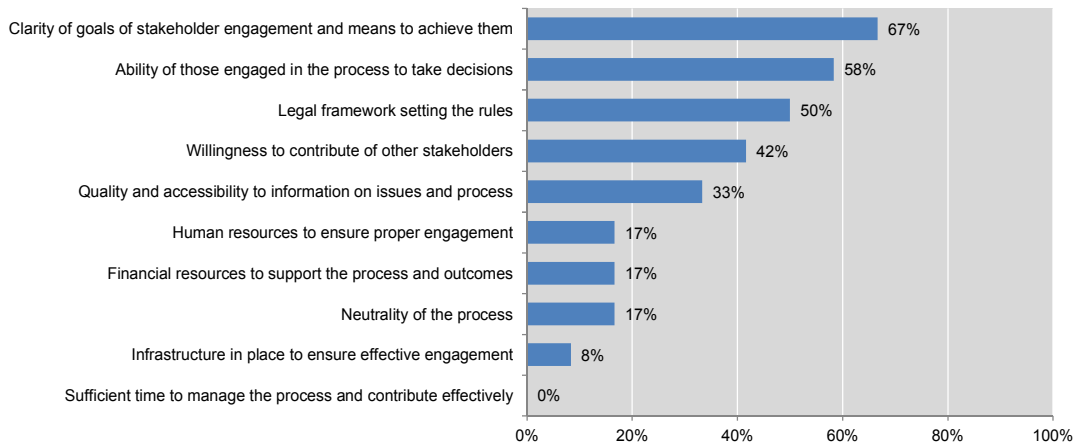 Clarity of goals of stakeholder engagement and means to achieve them 67%
Ability of those engaged in the process to take decisions 58%
Legal framework setting the rules 50%
Willingness to contribute of other stakeholders 42%
Quality and accessibility to information on issues and process 33%
Human resources to ensure proper engagement 17%
Financial resources to support the process and outcomes 17%
Neutrality of the process 17%
Infrastructure in place to ensure effective engagement 8%
Sufficient time to manage the process and contribute effectively 0%
0% 20% 40% 60% 80% 100%